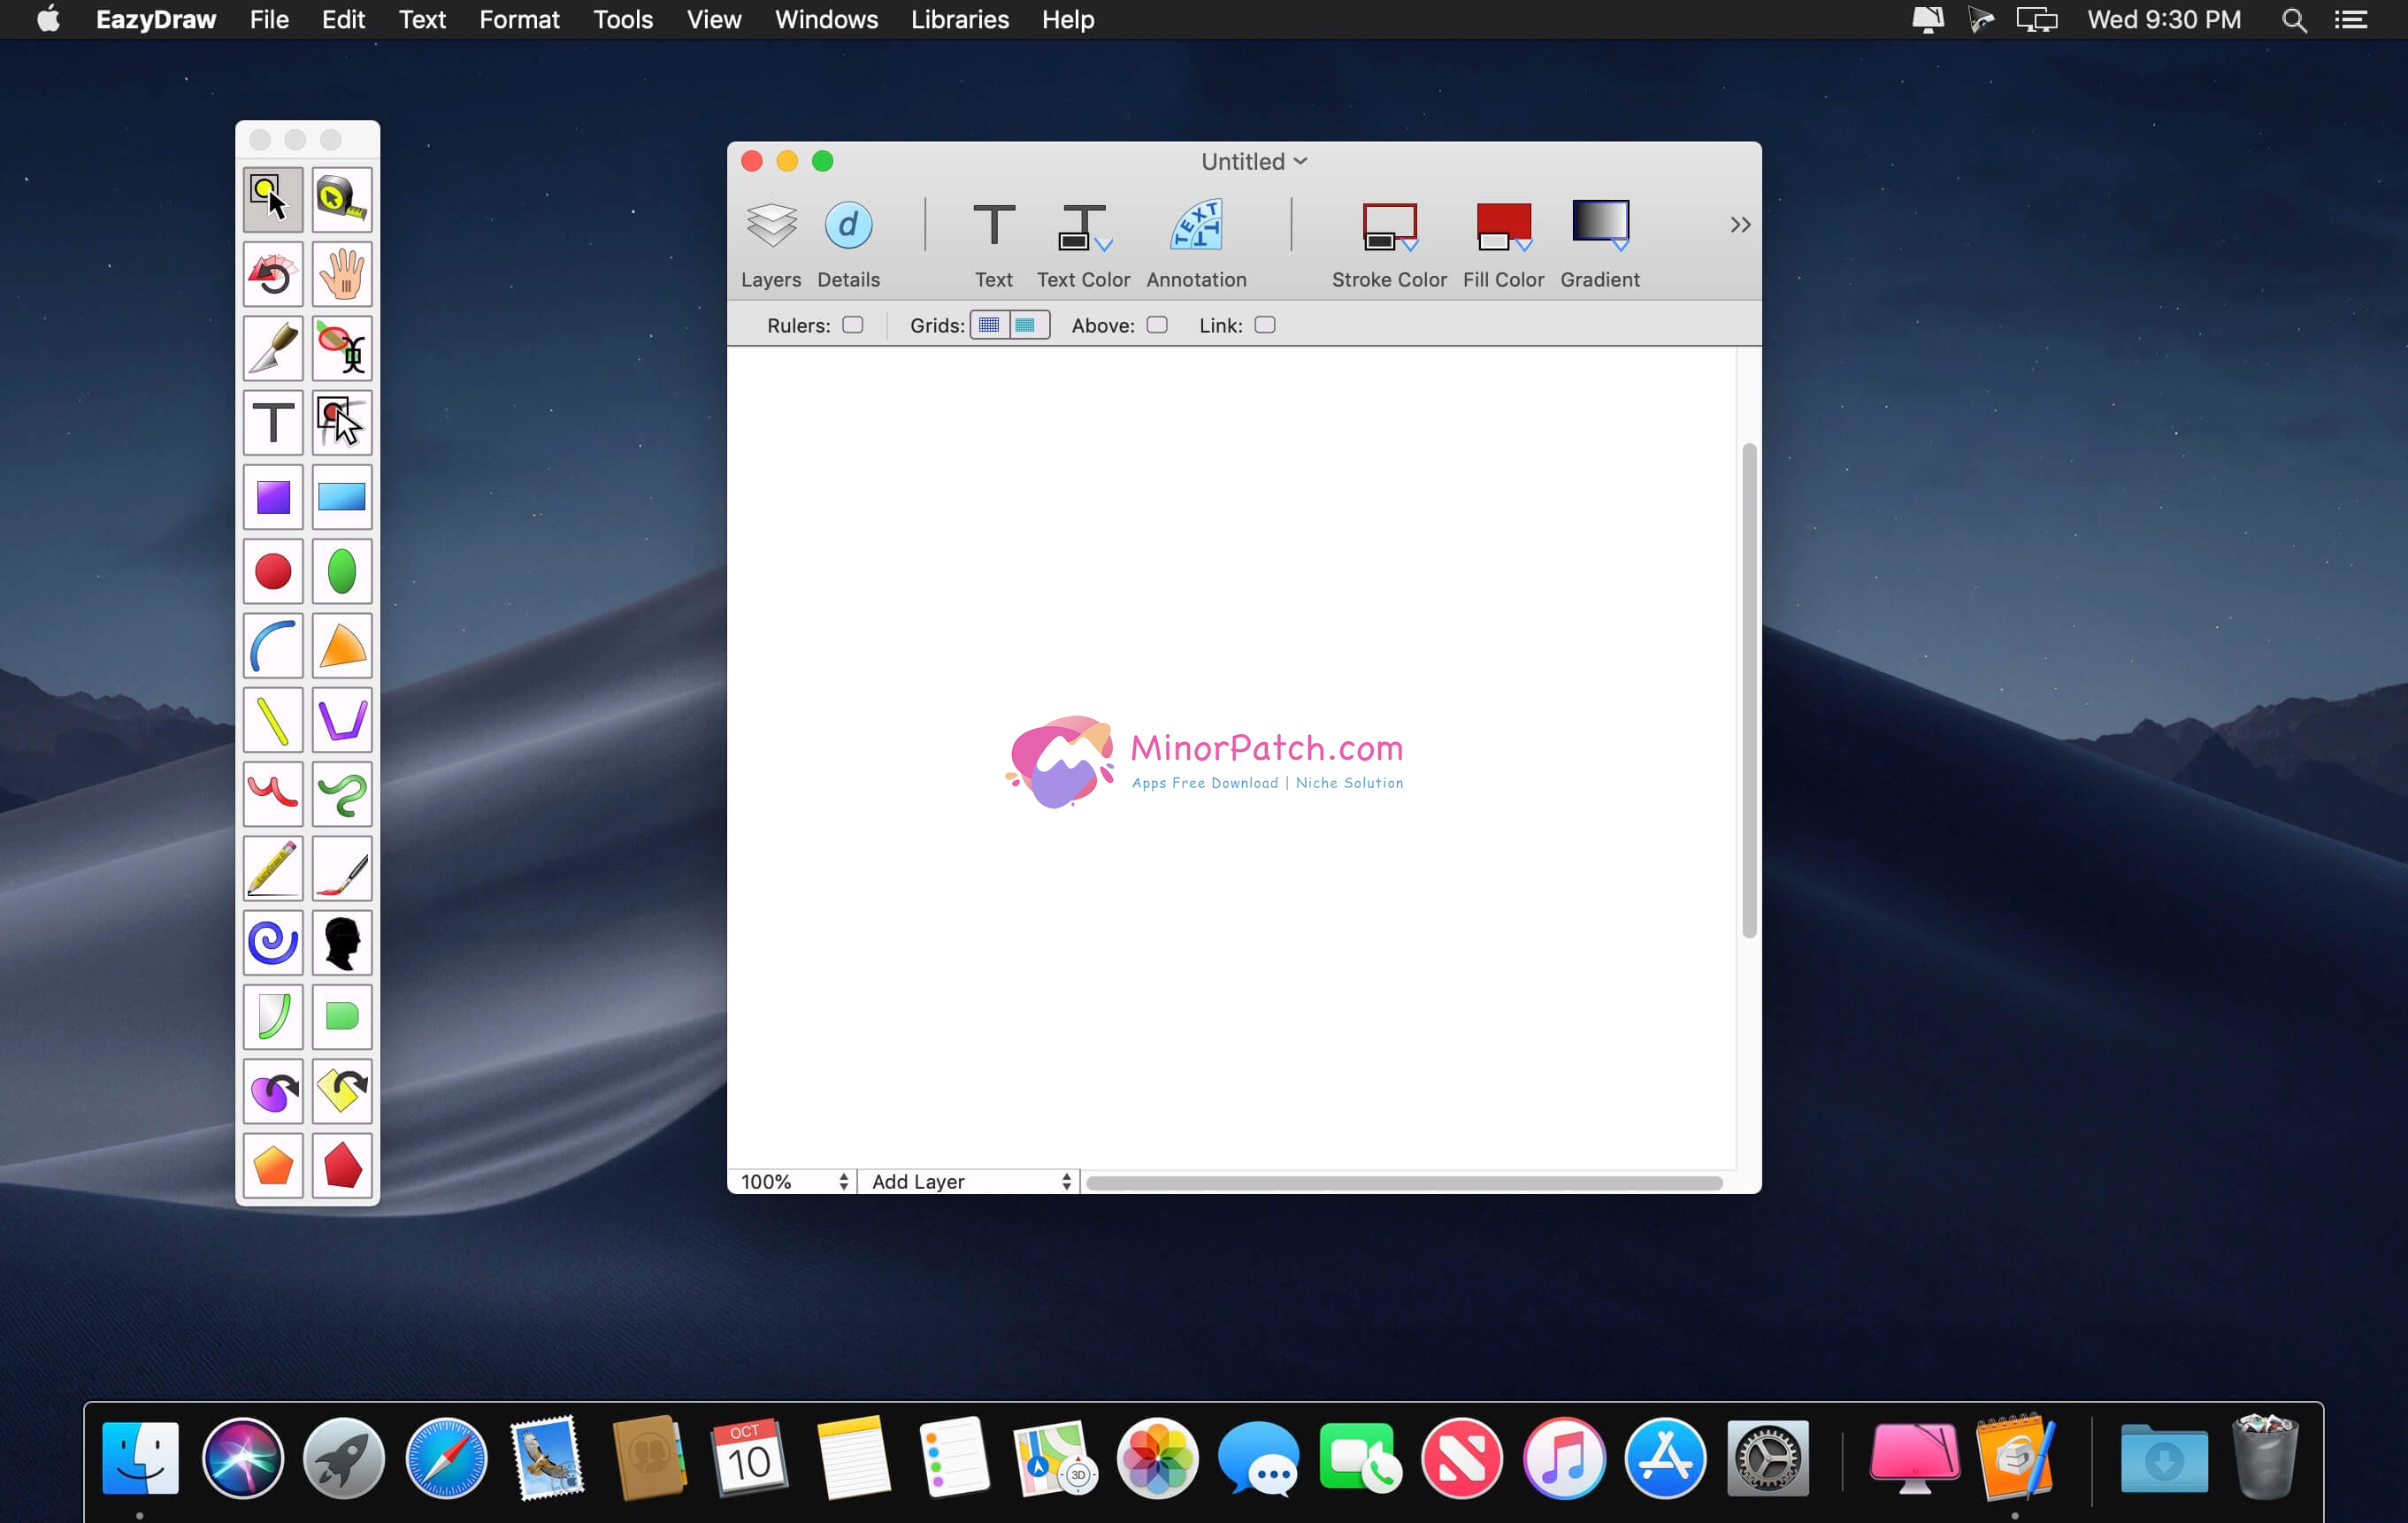 EazyDraw File Edit Text Format Tools View Windows Libraries Help Wed 9:30 PM
Untitled
d T T TEXT
Layers Details Text Text Color Annotation Stroke Color Fill Color Gradient
Rulers: Grids: Above: Link:
T
MinorPatch.com
Apps Free Download | Niche Solution
100% Add Layer
OCT
10
3D